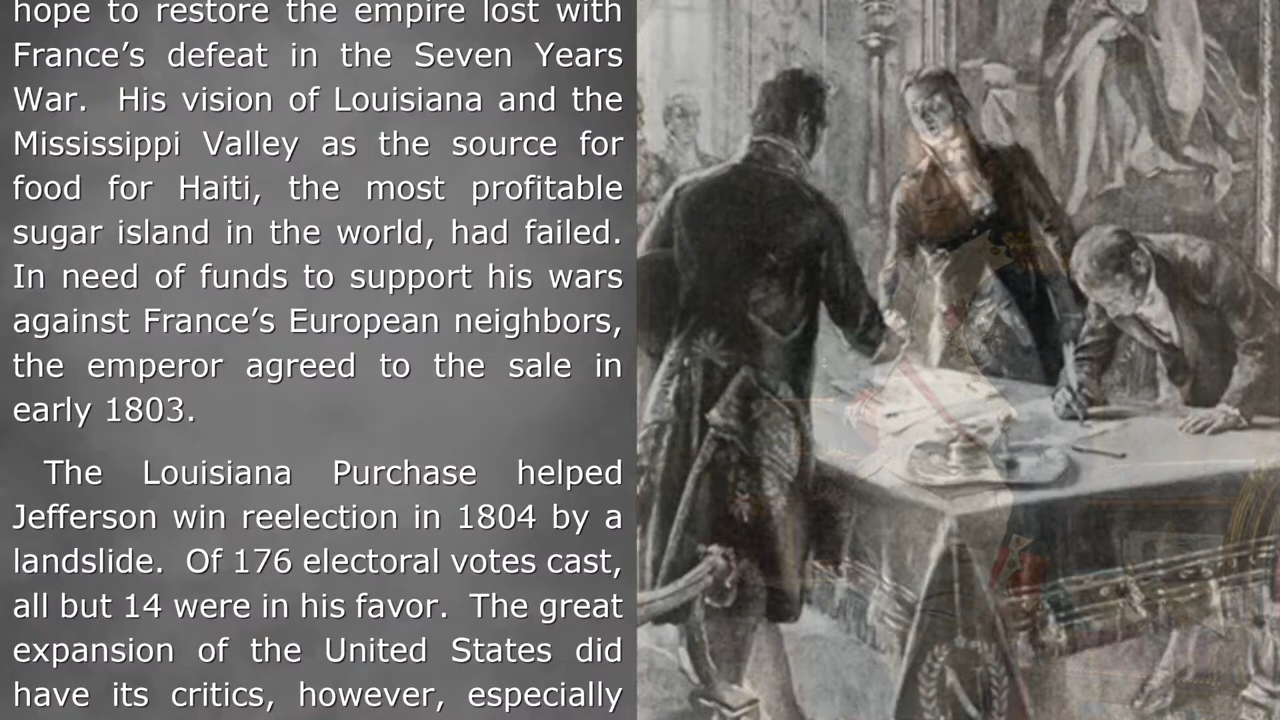 hope to restore the empire lost with
France’s defeat in the Seven Years
War. His vision of Louisiana and the
Mississippi Valley as the source for
food for Haiti, the most profitable
sugar island in the world, had failed.
In need of funds to support his wars
against France’s European neighbors,
the emperor agreed to the sale in
early 1803.
The Louisiana Purchase helped
Jefferson win reelection in 1804 by a
landslide. Of 176 electoral votes cast,
all but 14 were in his favor. The great
expansion of the United States did
have its critics, however, especially